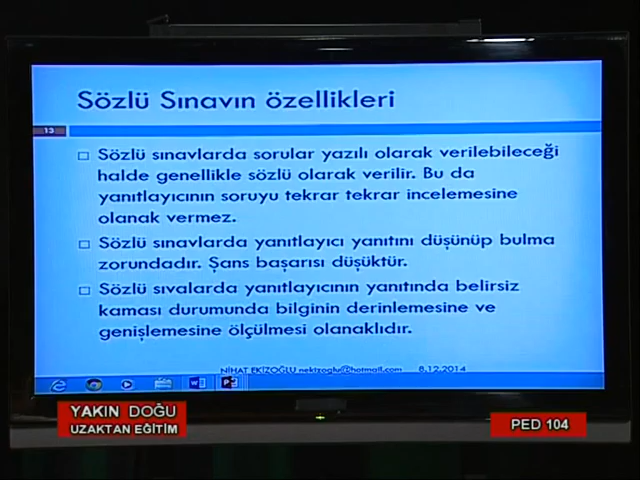 Sözlü Sınavın özellikleri
13
□ Sözlü sınavlarda sorular yazılı olarak verilebileceği
halde genellikle sözlü olarak verilir. Bu da
yanıtlayıcının soruyu tekrar tekrar incelemesine
olanak vermez.
□ Sözlü sınavlarda yanıtlayıcı yanıtını düşünüp bulma
zorundadır. Şans başarısı düşüktür.
□ Sözlü sıvalarda yanıtlayıcının yanıtında belirsiz
kaması durumunda bilginin derinlemesine ve
genişlemesine ölçülmesi olanaklıdır.
NİHAT EKİZOĞLU nekizoglu@hotmail.com 8.12.2014
YAKIN DOĞU
UZAKTAN EĞİTİM
PED 104